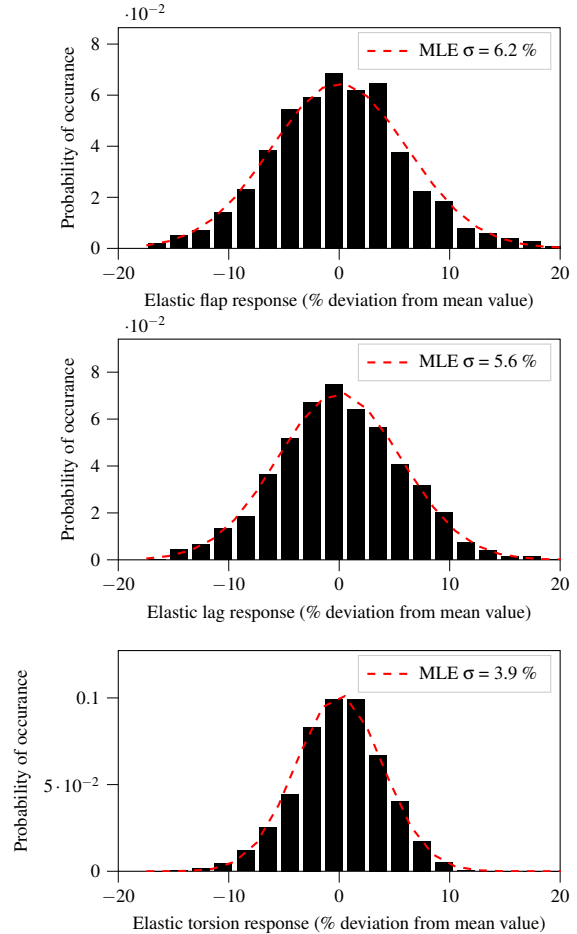 ·10⁻²
8
6
4
2
0
Probability of occurance
MLE σ = 6.2 %
−20 −10 0 10 20
Elastic flap response (% deviation from mean value)
·10⁻²
8
6
4
2
0
Probability of occurance
MLE σ = 5.6 %
−20 −10 0 10 20
Elastic lag response (% deviation from mean value)
0.1
5·10⁻²
0
Probability of occurance
MLE σ = 3.9 %
−20 −10 0 10 20
Elastic torsion response (% deviation from mean value)